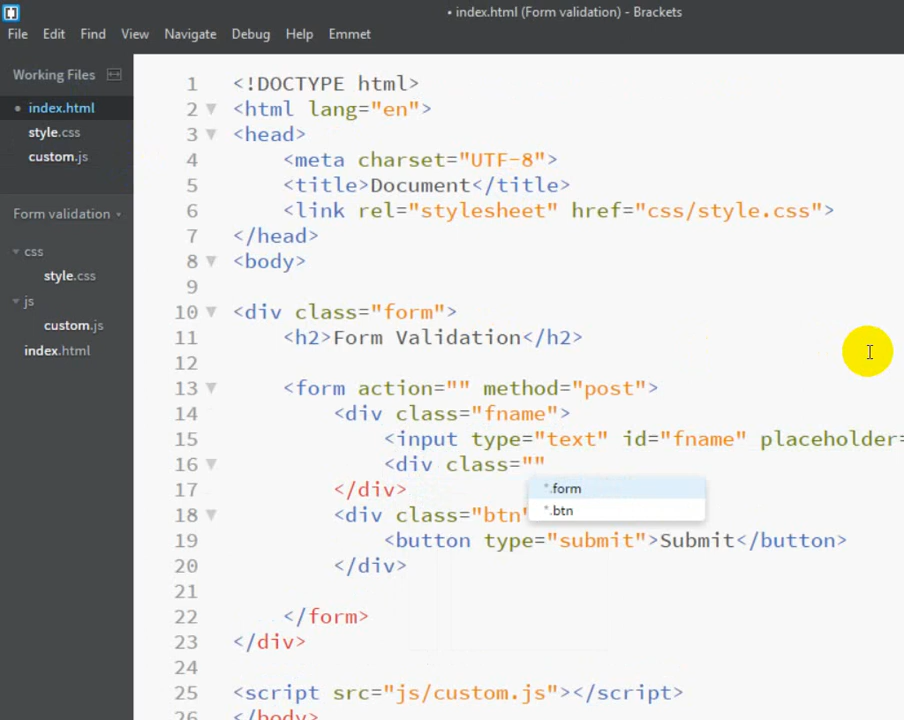 • index.html (Form validation) - Brackets
File Edit Find View Navigate Debug Help Emmet
Working Files
• index.html
style.css
custom.js
Form validation
css
style.css
js
custom.js
index.html
1 <!DOCTYPE html>
2 <html lang="en">
3 <head>
4 <meta charset="UTF-8">
5 <title>Document</title>
6 <link rel="stylesheet" href="css/style.css">
7 </head>
8 <body>
9
10 <div class="form">
11 <h2>Form Validation</h2>
12
13 <form action="" method="post">
14 <div class="fname">
15 <input type="text" id="fname" placeholder=
16 <div class=""
*.form
17 </div>
*.btn
18 <div class="btn"
19 <button type="submit">Submit</button>
20 </div>
21
22 </form>
23 </div>
24
25 <script src="js/custom.js"></script>
26 </body>